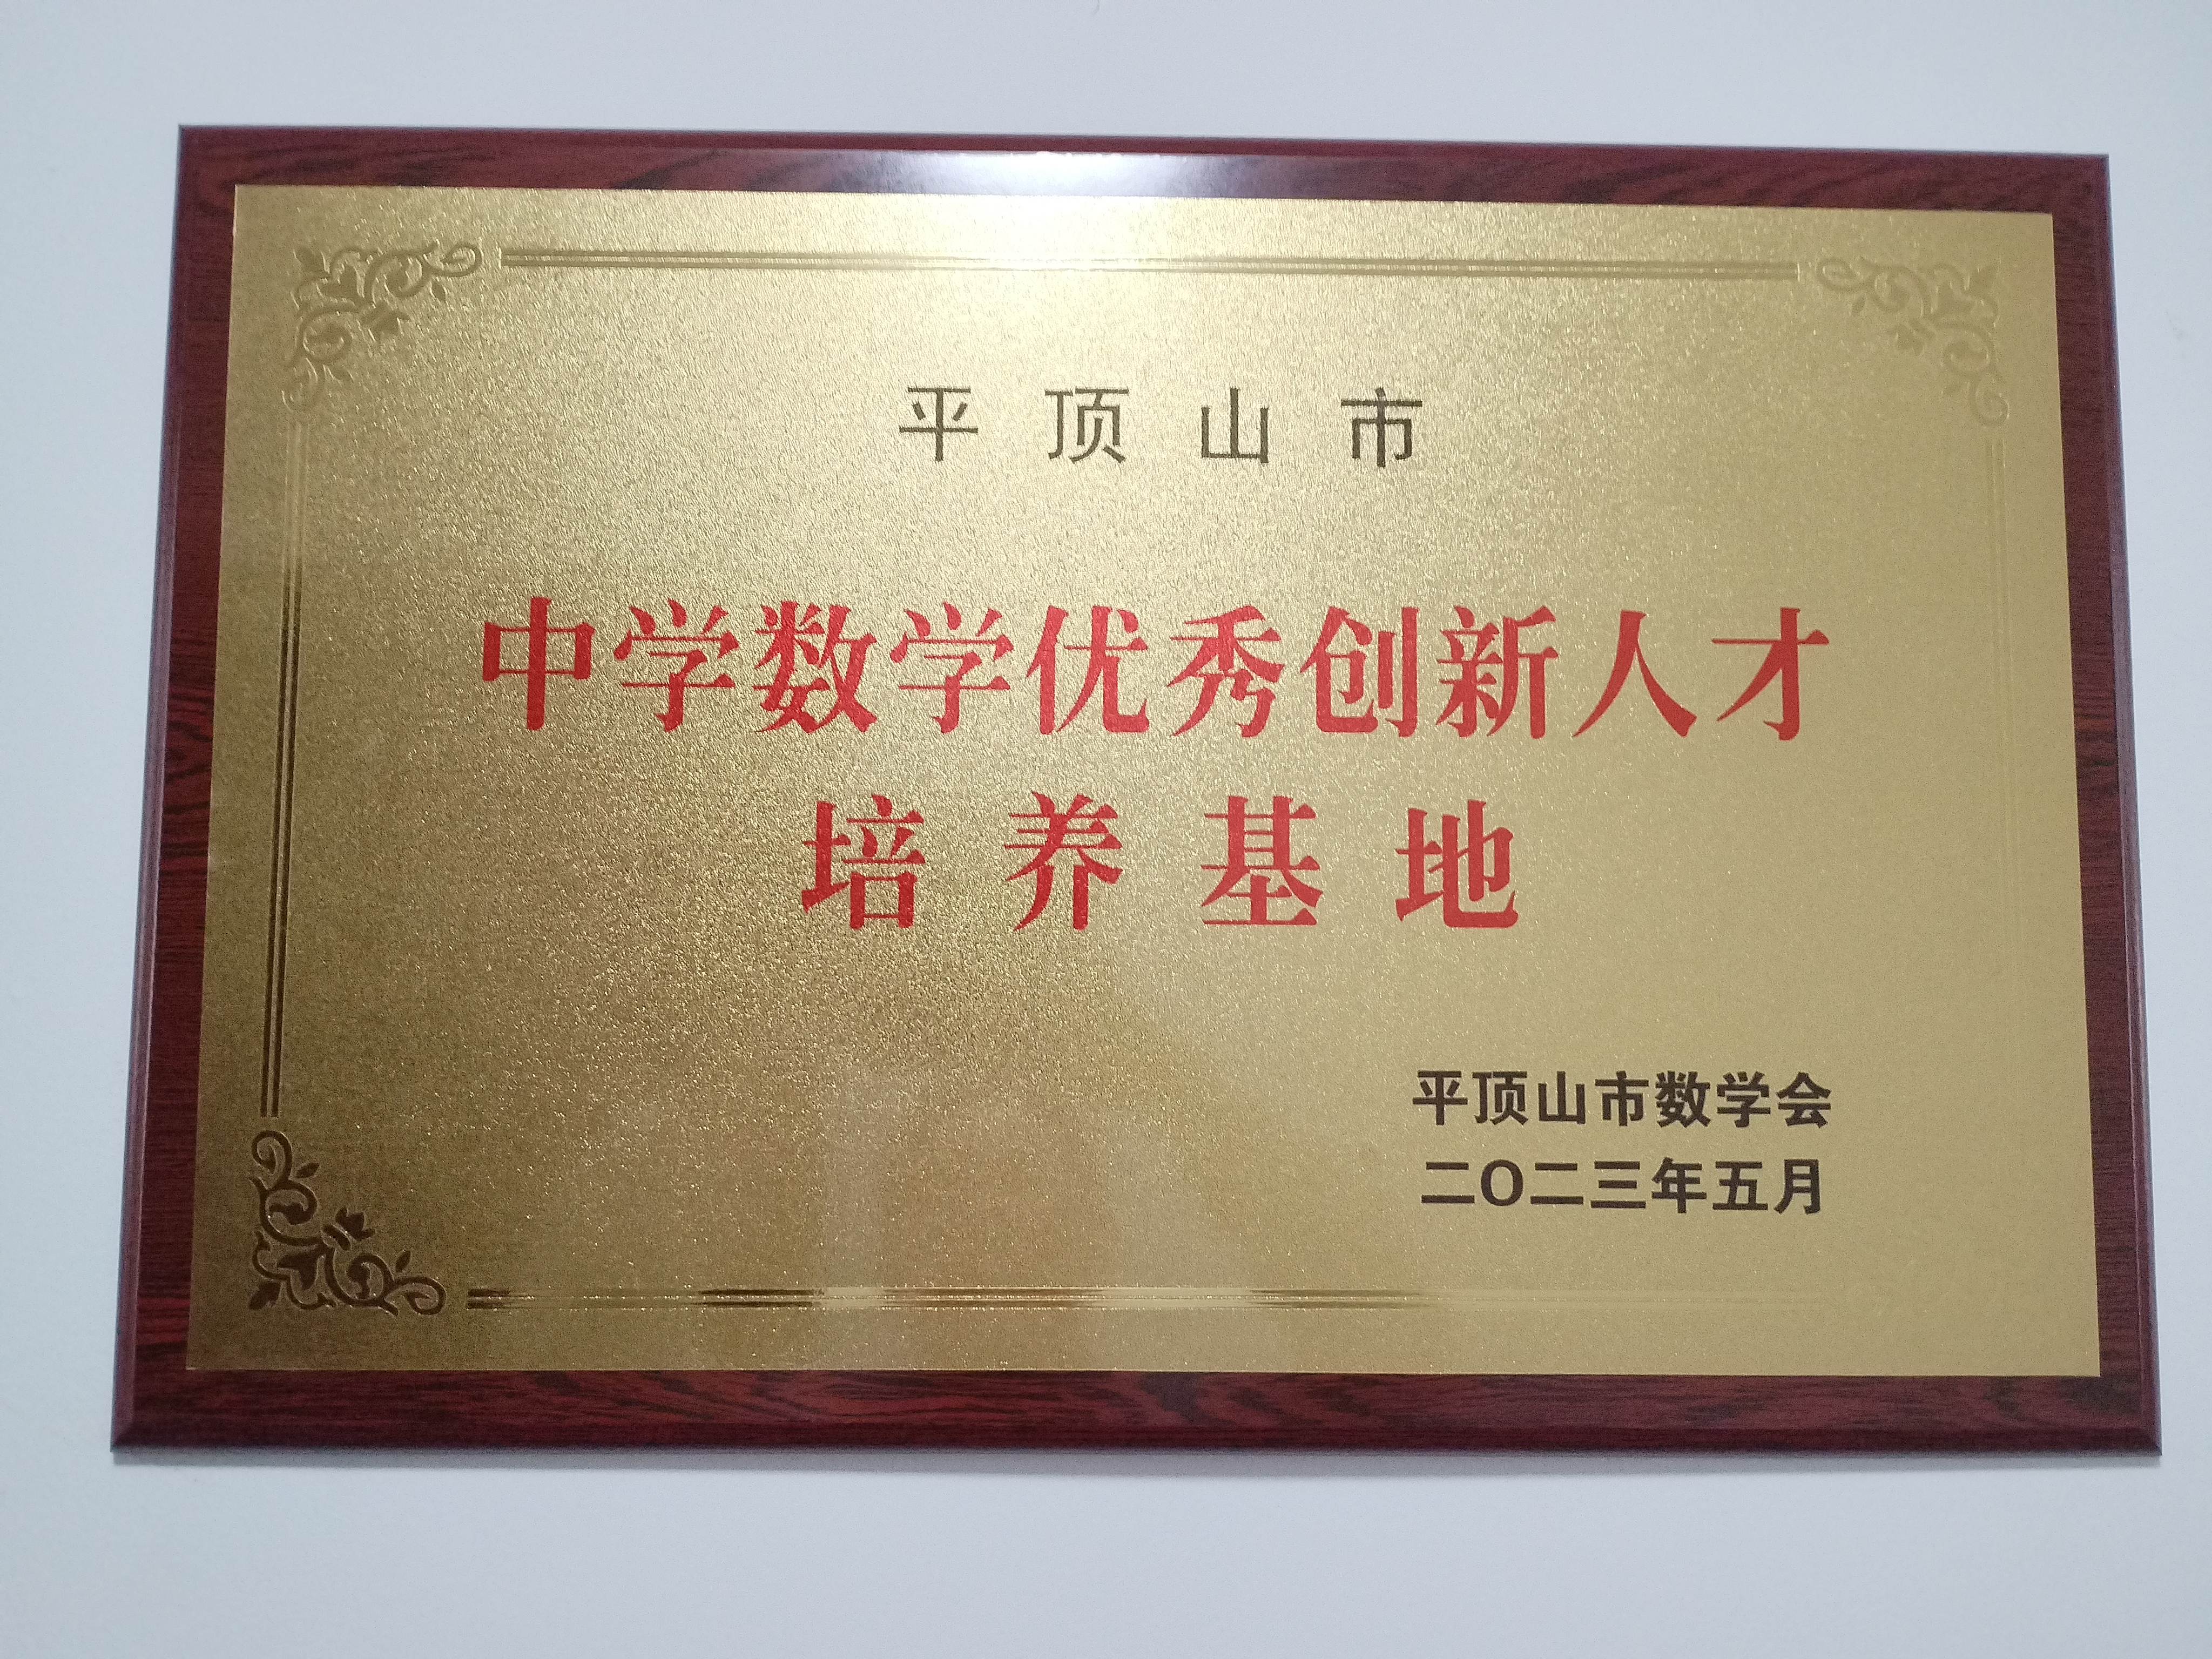 平顶山市
中学数学优秀创新人才
培养基地
平顶山市数学会
二〇二三年五月